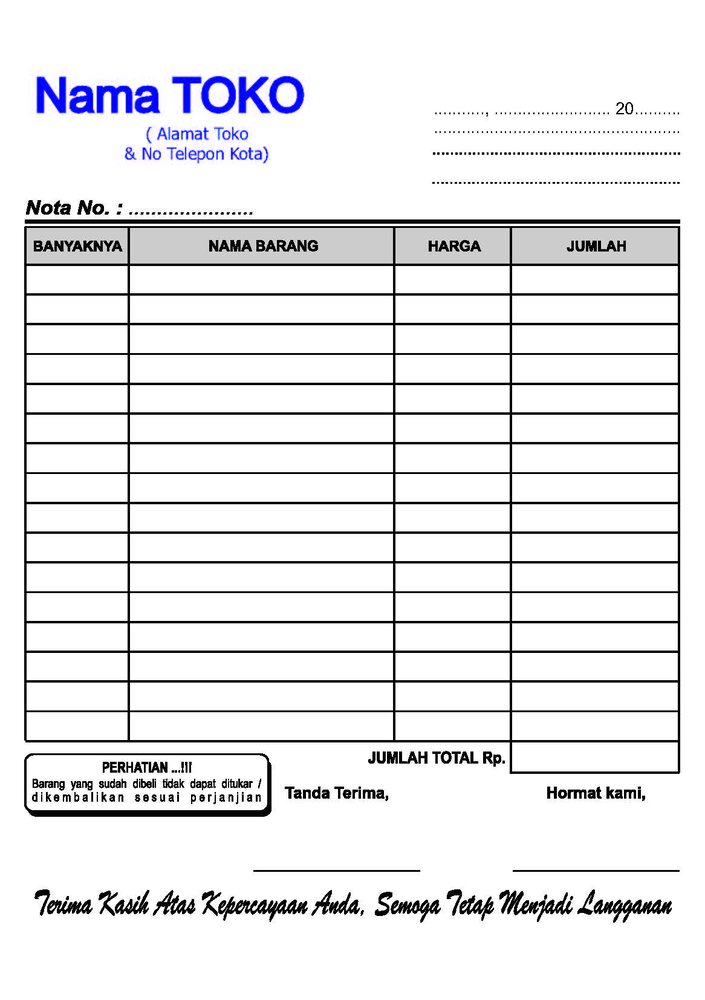 Nama TOKO
( Alamat Toko
& No Telepon Kota)
..........., ......................... 20..........
.....................................................
.....................................................
.....................................................
Nota No. : ......................
BANYAKNYA NAMA BARANG HARGA JUMLAH
JUMLAH TOTAL Rp.
PERHATIAN ...!!!
Barang yang sudah dibeli tidak dapat ditukar /
dikembalikan sesuai perjanjian
Tanda Terima, Hormat kami,
Terima Kasih Atas Kepercayaan Anda, Semoga Tetap Menjadi Langganan